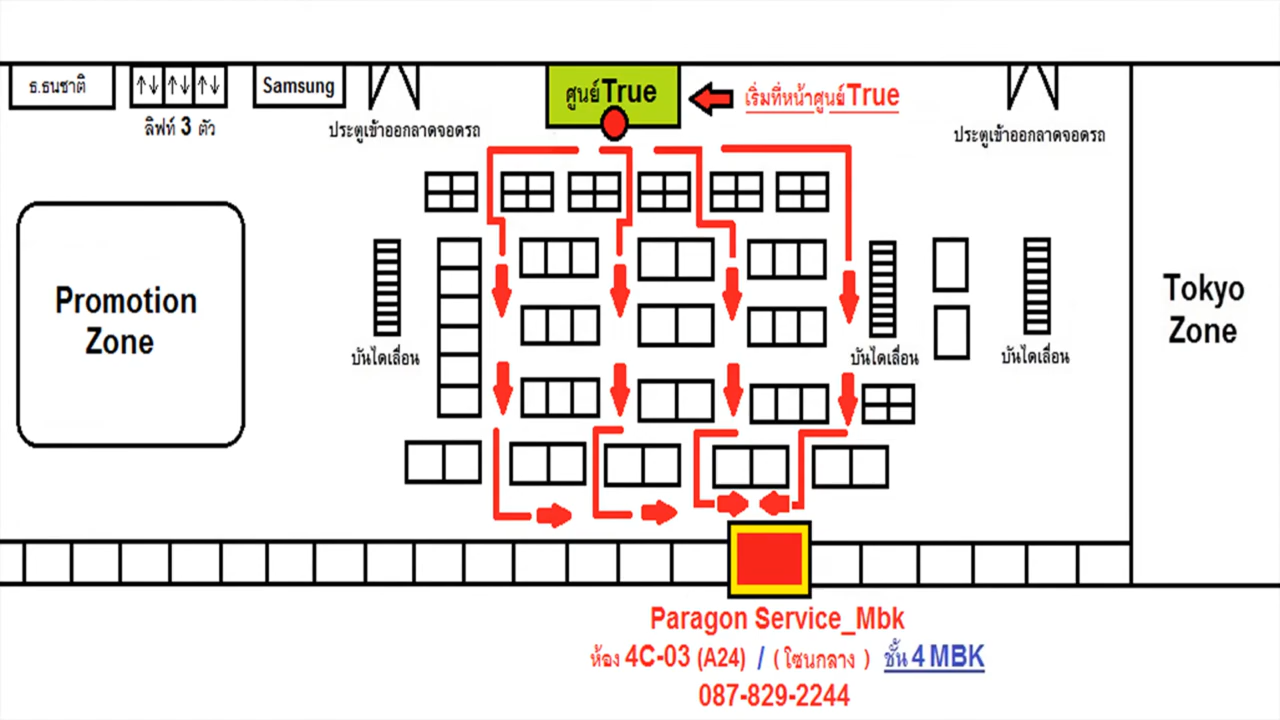 ธ.ธนชาติ
ลิฟท์ 3 ตัว
Samsung
ประตูเข้าออกลาดจอดรถ
ศูนย์ True
เริ่มที่หน้าศูนย์ True
ประตูเข้าออกลาดจอดรถ
Promotion
Zone
บันไดเลื่อน
บันไดเลื่อน
บันไดเลื่อน
Tokyo
Zone
Paragon Service_Mbk
ห้อง 4C-03 (A24) / ( โซนกลาง ) ชั้น 4 MBK
087-829-2244